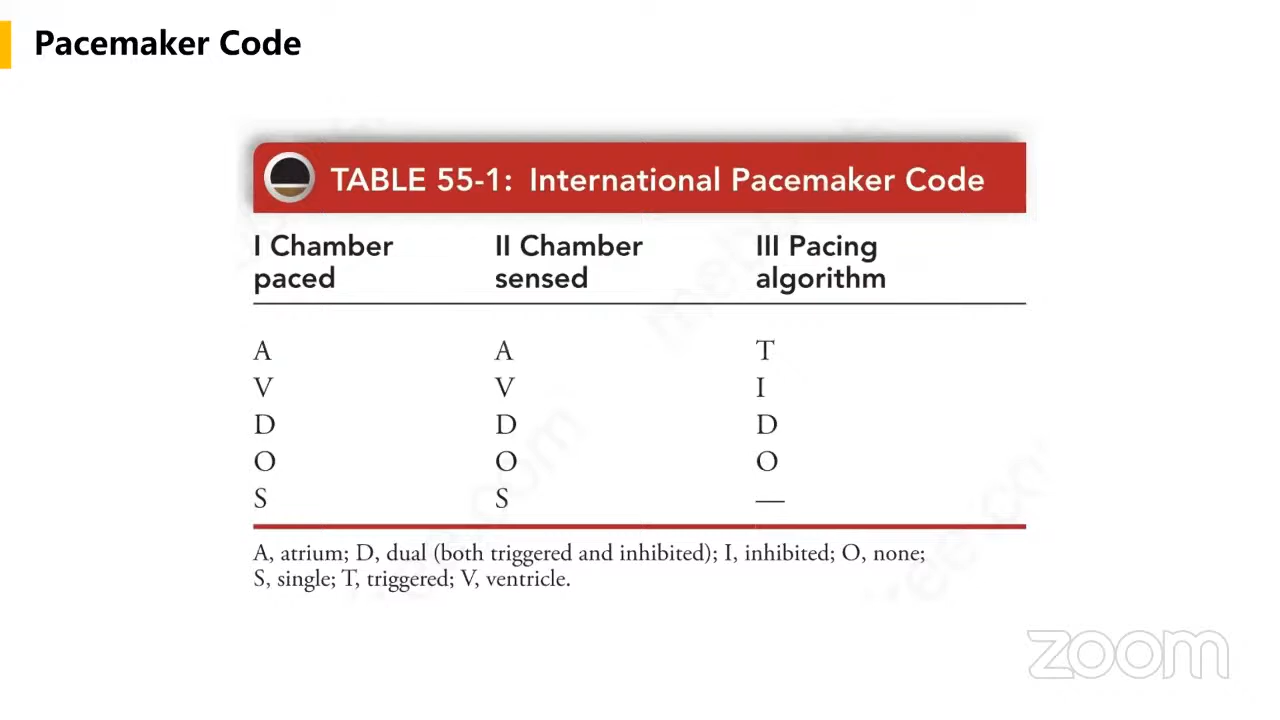 Pacemaker Code
TABLE 55-1: International Pacemaker Code
I Chamber paced
II Chamber sensed
III Pacing algorithm
A A T
V V I
D D D
O O O
S S —
A, atrium; D, dual (both triggered and inhibited); I, inhibited; O, none;
S, single; T, triggered; V, ventricle.
zoom